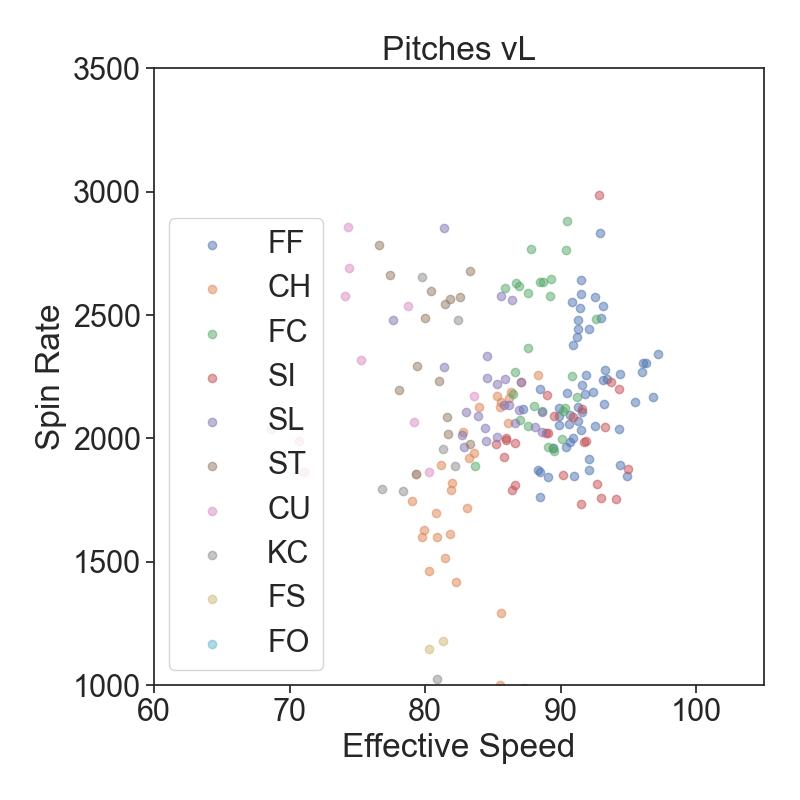 Pitches vL
3500
3000
2500
2000
1500
1000
Spin Rate
FF
CH
FC
SI
SL
ST
CU
KC
FS
FO
60 70 80 90 100
Effective Speed